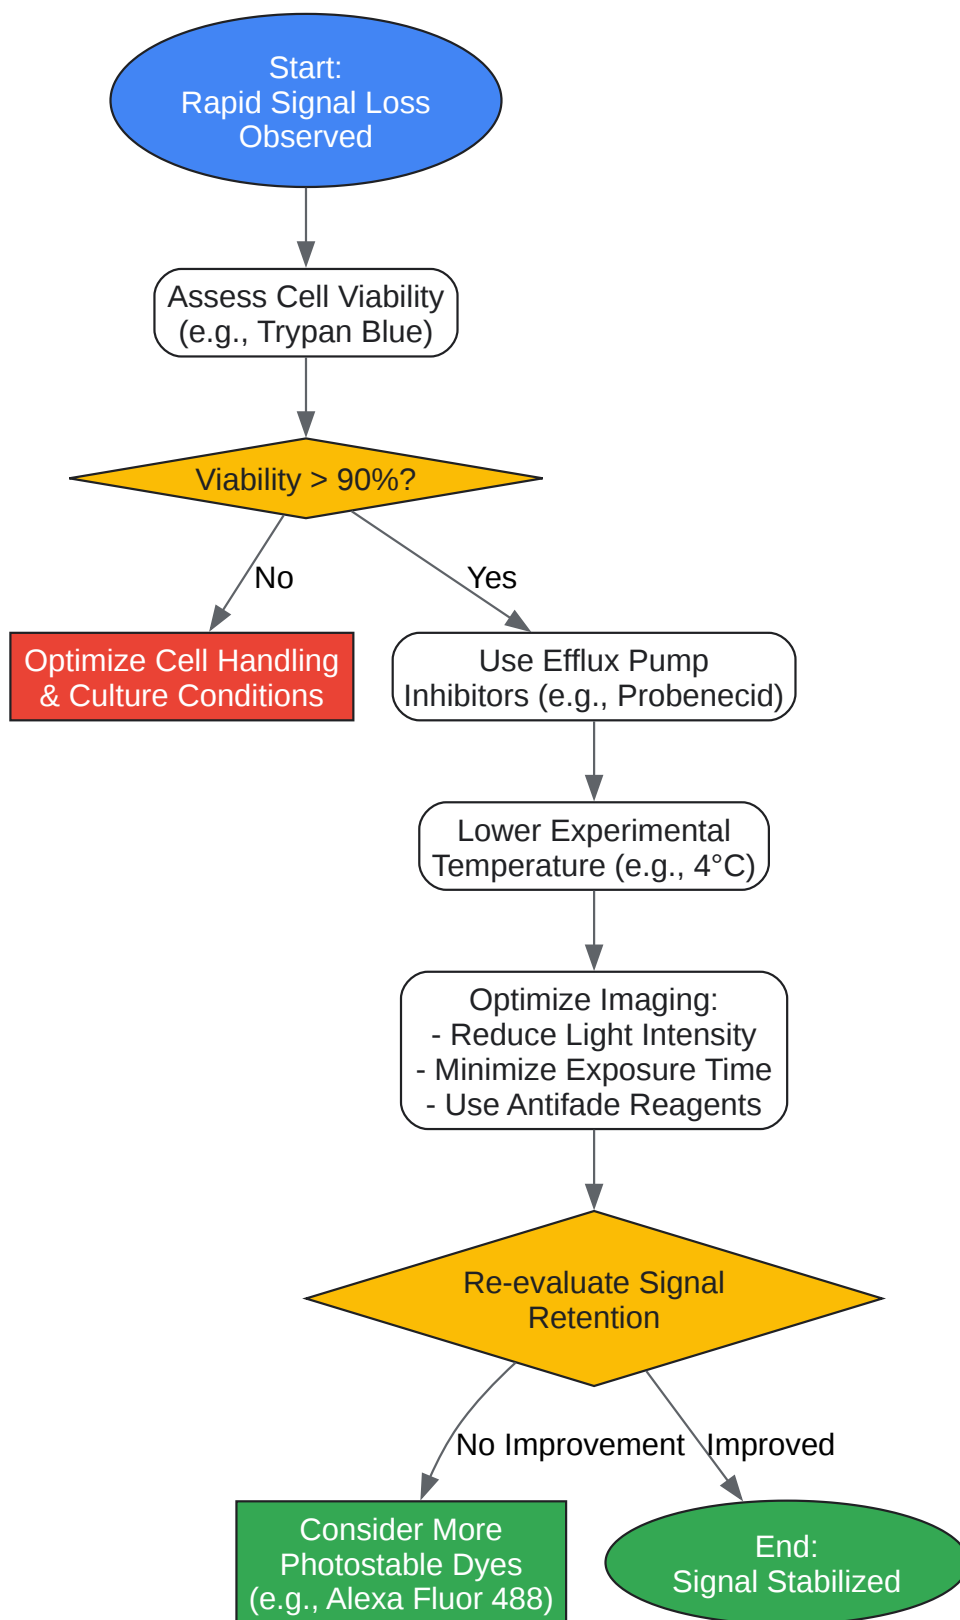 Start:
Rapid Signal Loss
Observed
Assess Cell Viability
(e.g., Trypan Blue)
Viability > 90%?
No
Yes
Optimize Cell Handling
& Culture Conditions
Use Efflux Pump
Inhibitors (e.g., Probenecid)
Lower Experimental
Temperature (e.g., 4°C)
Optimize Imaging:
- Reduce Light Intensity
- Minimize Exposure Time
- Use Antifade Reagents
Re-evaluate Signal
Retention
No Improvement
Improved
Consider More
Photostable Dyes
(e.g., Alexa Fluor 488)
End:
Signal Stabilized